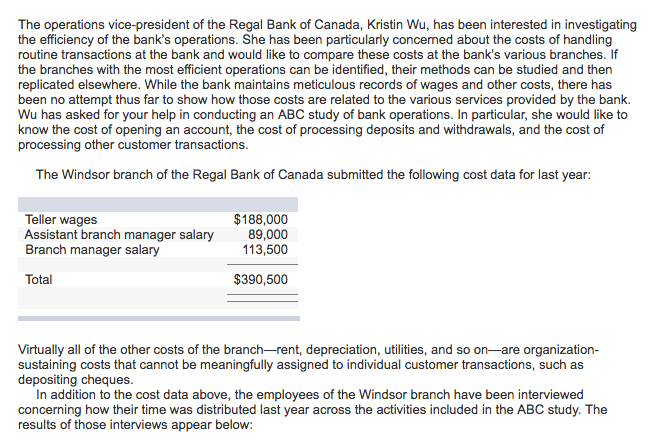 The operations vice-president of the Regal Bank of Canada, Kristin Wu, has been interested in investigating
the efficiency of the bank's operations. She has been particularly concerned about the costs of handling
routine transactions at the bank and would like to compare these costs at the bank's various branches. If
the branches with the most efficient operations can be identified, their methods can be studied and then
replicated elsewhere. While the bank maintains meticulous records of wages and other costs, there has
been no attempt thus far to show how those costs are related to the various services provided by the bank.
Wu has asked for your help in conducting an ABC study of bank operations. In particular, she would like to
know the cost of opening an account, the cost of processing deposits and withdrawals, and the cost of
processing other customer transactions.
The Windsor branch of the Regal Bank of Canada submitted the following cost data for last year:
Teller wages $188,000
Assistant branch manager salary 89,000
Branch manager salary 113,500
Total $390,500
Virtually all of the other costs of the branch—rent, depreciation, utilities, and so on—are organization-
sustaining costs that cannot be meaningfully assigned to individual customer transactions, such as
depositing cheques.
In addition to the cost data above, the employees of the Windsor branch have been interviewed
concerning how their time was distributed last year across the activities included in the ABC study. The
results of those interviews appear below: